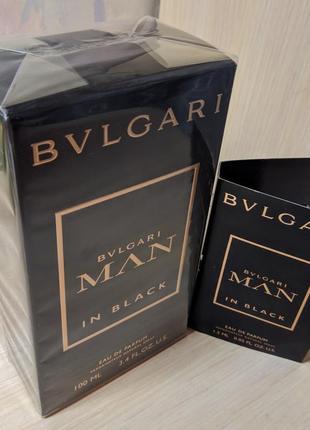 BVLGARI
BVLGARI
MAN
IN BLACK
EAU DE PARFUM
100 ML 3.4 FL. OZ. U.S.
BVLGA
BVLGARI
MAN
IN BLACK
EAU DE PARFUM